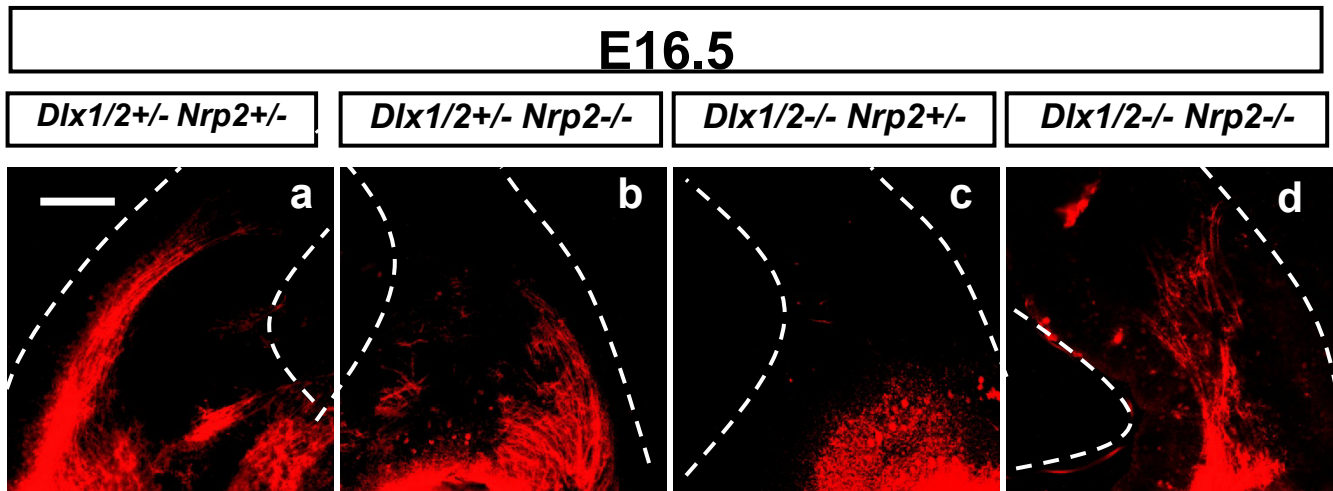 E16.5
Dlx1/2+/- Nrp2+/-
Dlx1/2+/- Nrp2-/-
Dlx1/2-/- Nrp2+/-
Dlx1/2-/- Nrp2-/-
a
b
c
d